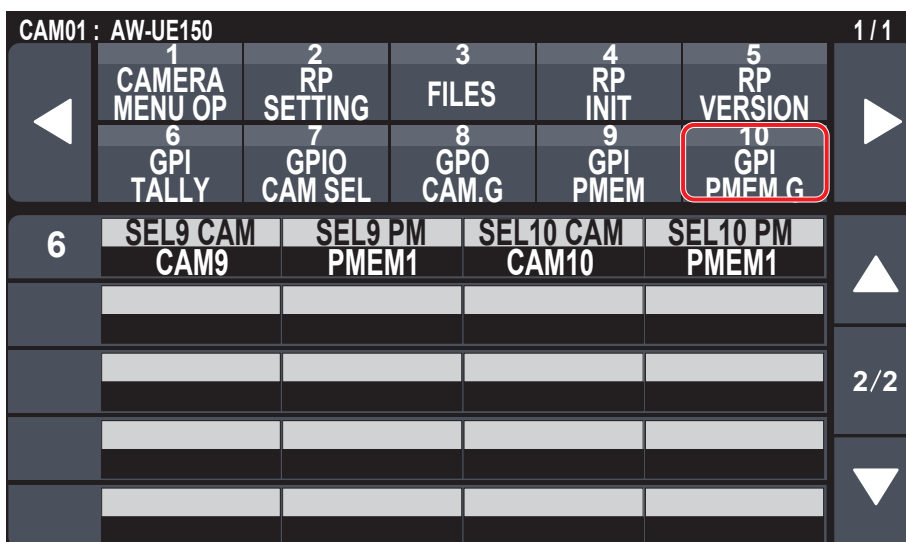 CAM01 : AW-UE150 1 / 1
1 2 3 4 5
CAMERA MENU OP RP SETTING FILES RP INIT RP VERSION
6 7 8 9 10
GPI TALLY GPIO CAM SEL GPO CAM.G GPI PMEM GPI PMEM.G
6 SEL9 CAM SEL9 PM SEL10 CAM SEL10 PM
CAM9 PMEM1 CAM10 PMEM1
2/2